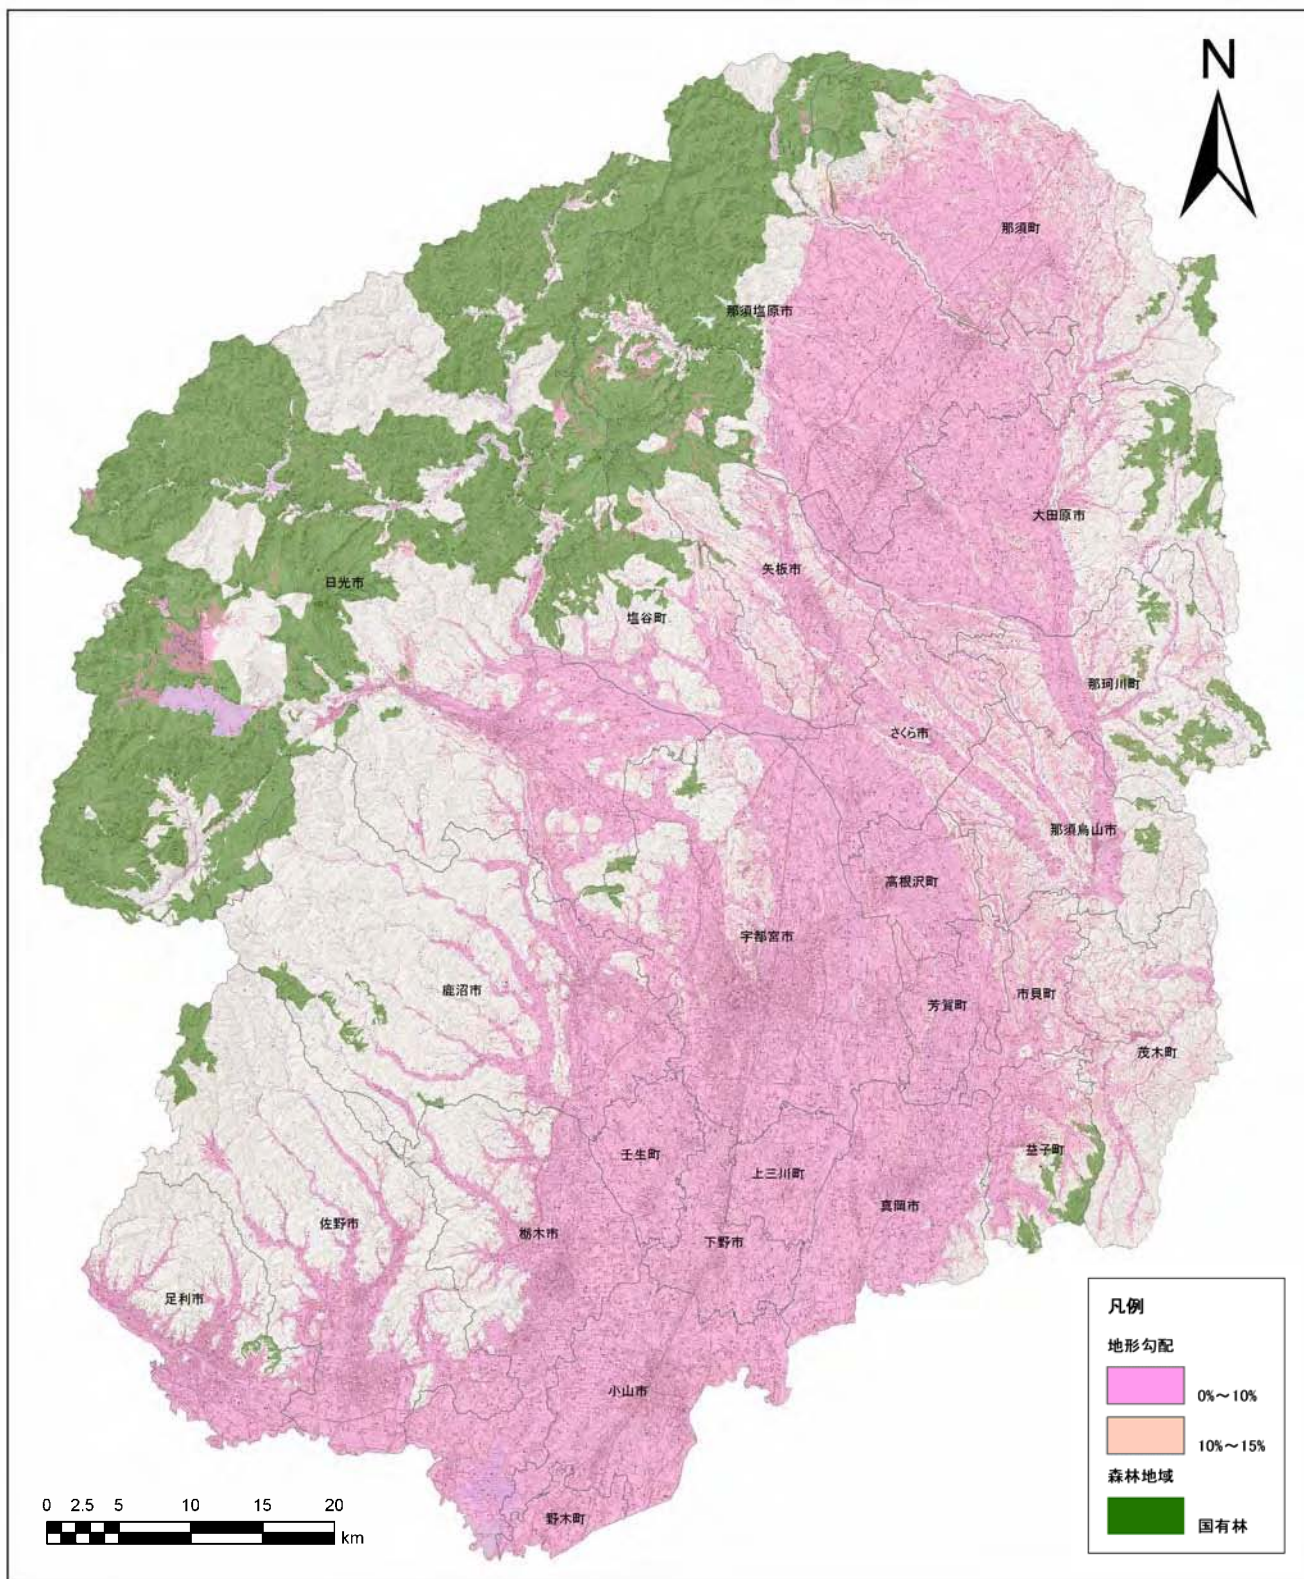 N
那須町
那須塩原市
大田原市
矢板市
日光市
塩谷町
那珂川町
さくら市
那須烏山市
高根沢町
宇都宮市
鹿沼市
芳賀町
市貝町
茂木町
益子町
壬生町
上三川町
真岡市
佐野市
栃木市
下野市
足利市
小山市
野木町
凡例
地形勾配
0%～10%
10%～15%
森林地域
国有林
0 2.5 5 10 15 20
km